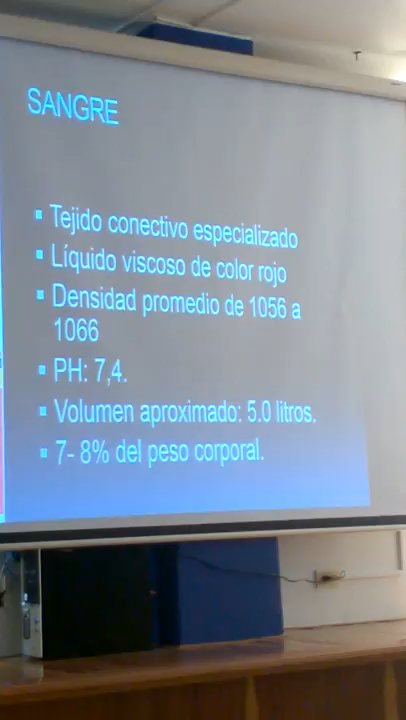 SANGRE
▪ Tejido conectivo especializado
▪ Líquido viscoso de color rojo
▪ Densidad promedio de 1056 a
1066
▪ PH: 7,4.
▪ Volumen aproximado: 5.0 litros.
▪ 7- 8% del peso corporal.